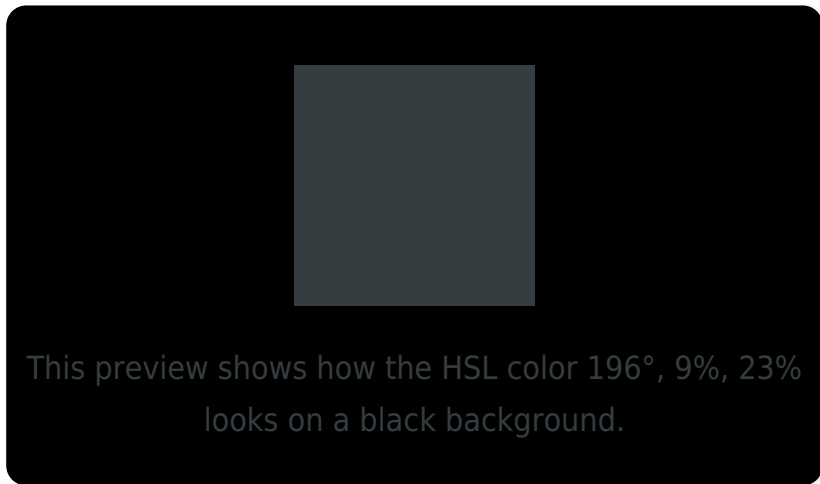 This preview shows how the HSL color 196°, 9%, 23%
looks on a black background.